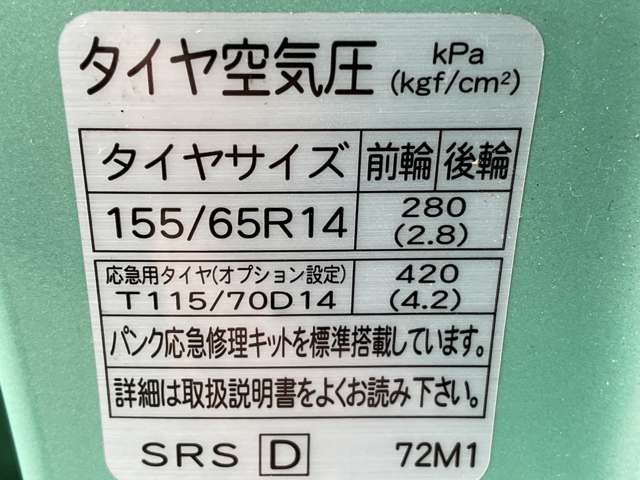 タイヤ空気圧 kPa
(kgf/cm²)
タイヤサイズ 前輪 後輪
155/65R14 280
(2.8)
応急用タイヤ(オプション設定) 420
T115/70D14 (4.2)
パンク応急修理キットを標準搭載しています。
詳細は取扱説明書をよくお読み下さい。
SRS D 72M1